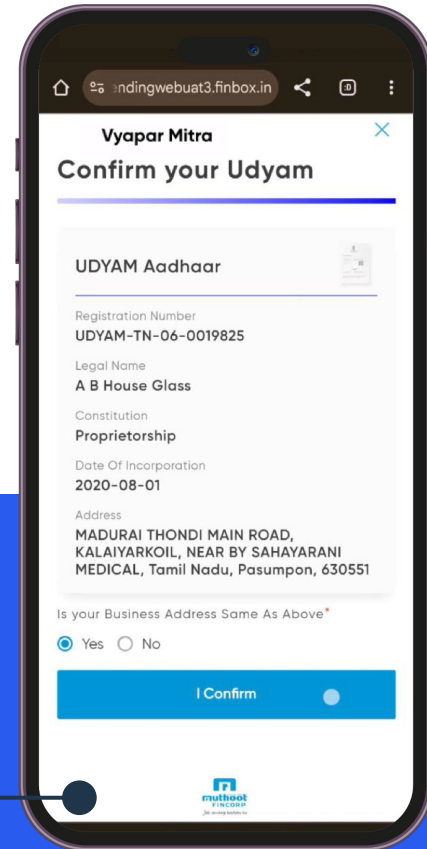 endingwebuat3.finbox.in
:D
Vyapar Mitra
Confirm your Udyam
UDYAM Aadhaar
Registration Number
UDYAM-TN-06-0019825
Legal Name
A B House Glass
Constitution
Proprietorship
Date Of Incorporation
2020-08-01
Address
MADURAI THONDI MAIN ROAD,
KALAIYARKOIL, NEAR BY SAHAYARANI
MEDICAL, Tamil Nadu, Pasumpon, 630551
Is your Business Address Same As Above*
Yes No
I Confirm
muthoot
FINCORP